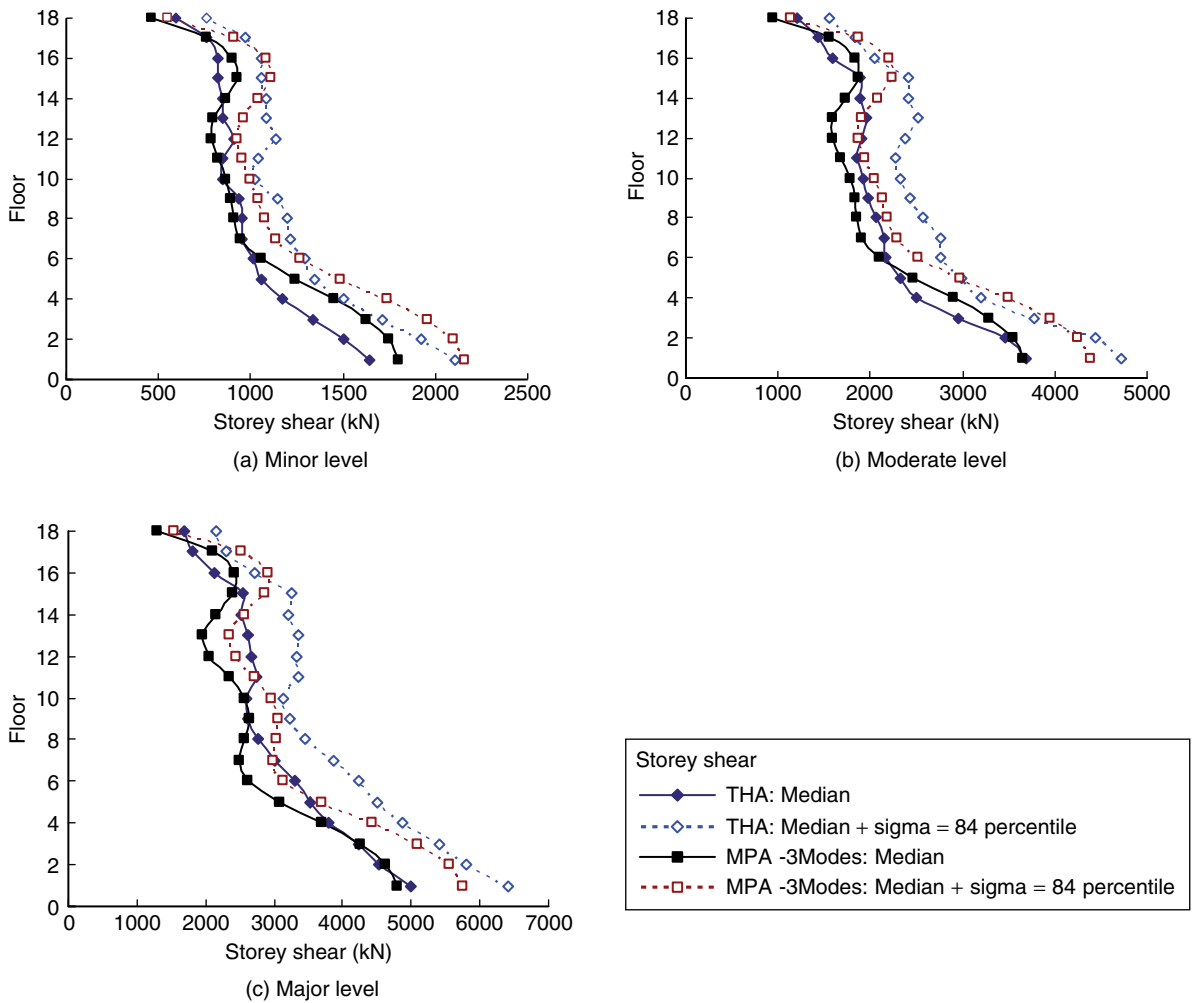 18
16
14
12
10
8
6
4
2
0
Floor
0 500 1000 1500 2000 2500
Storey shear (kN)
(a) Minor level
18
16
14
12
10
8
6
4
2
0
Floor
0 1000 2000 3000 4000 5000
Storey shear (kN)
(b) Moderate level
18
16
14
12
10
8
6
4
2
0
Floor
0 1000 2000 3000 4000 5000 6000 7000
Storey shear (kN)
(c) Major level
Storey shear
THA: Median
THA: Median + sigma = 84 percentile
MPA -3Modes: Median
MPA -3Modes: Median + sigma = 84 percentile